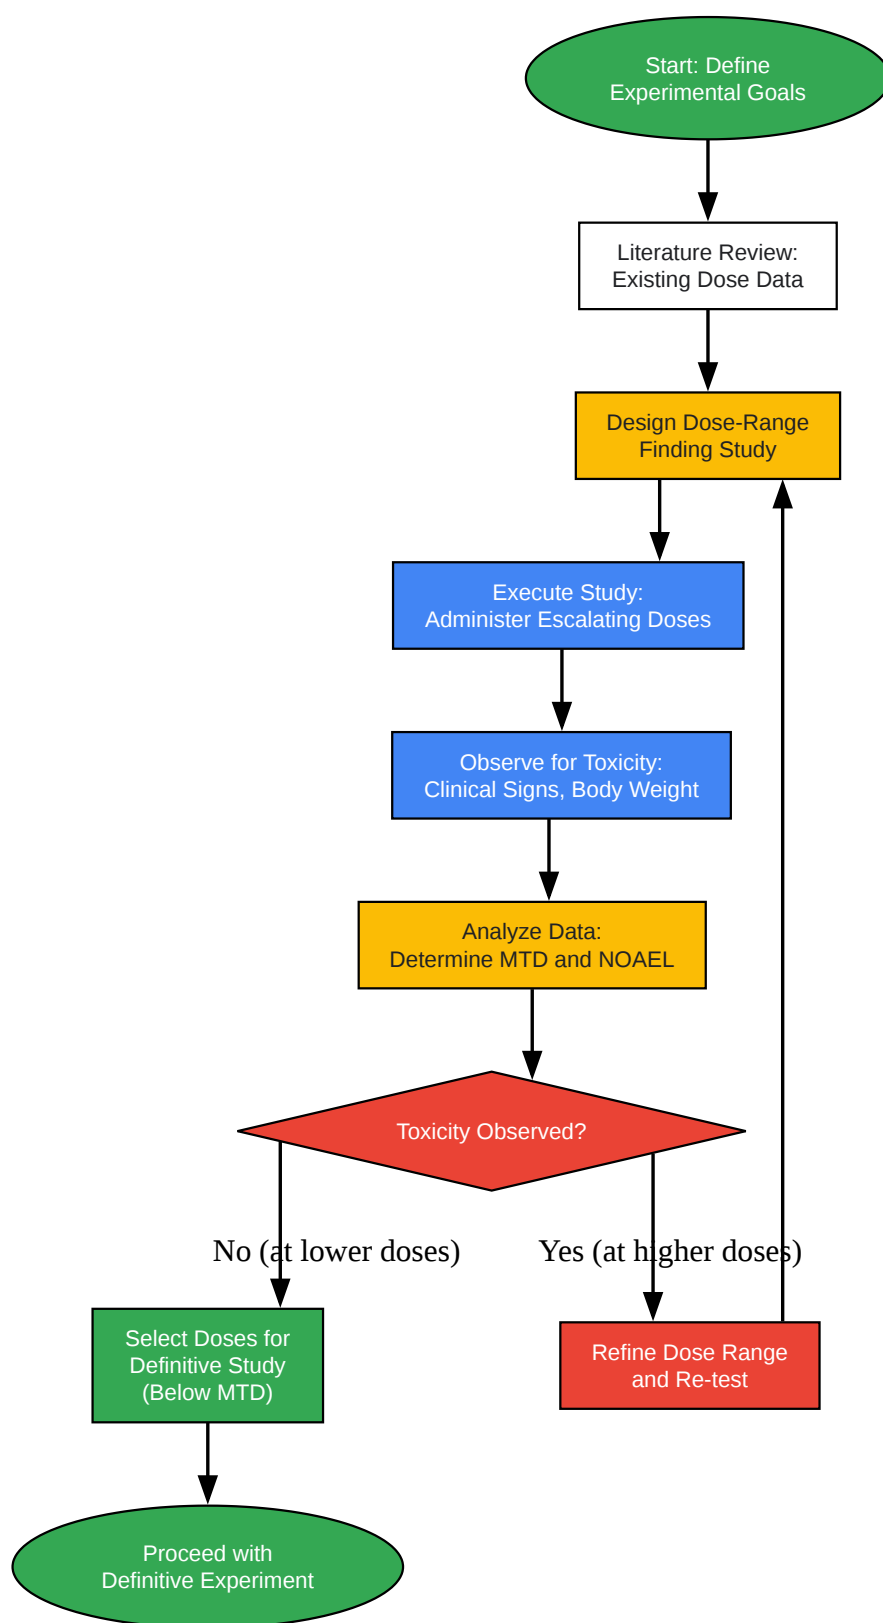 Start: Define
Experimental Goals
Literature Review:
Existing Dose Data
Design Dose-Range
Finding Study
Execute Study:
Administer Escalating Doses
Observe for Toxicity:
Clinical Signs, Body Weight
Analyze Data:
Determine MTD and NOAEL
Toxicity Observed?
No (at lower doses)
Yes (at higher doses)
Select Doses for
Definitive Study
(Below MTD)
Refine Dose Range
and Re-test
Proceed with
Definitive Experiment